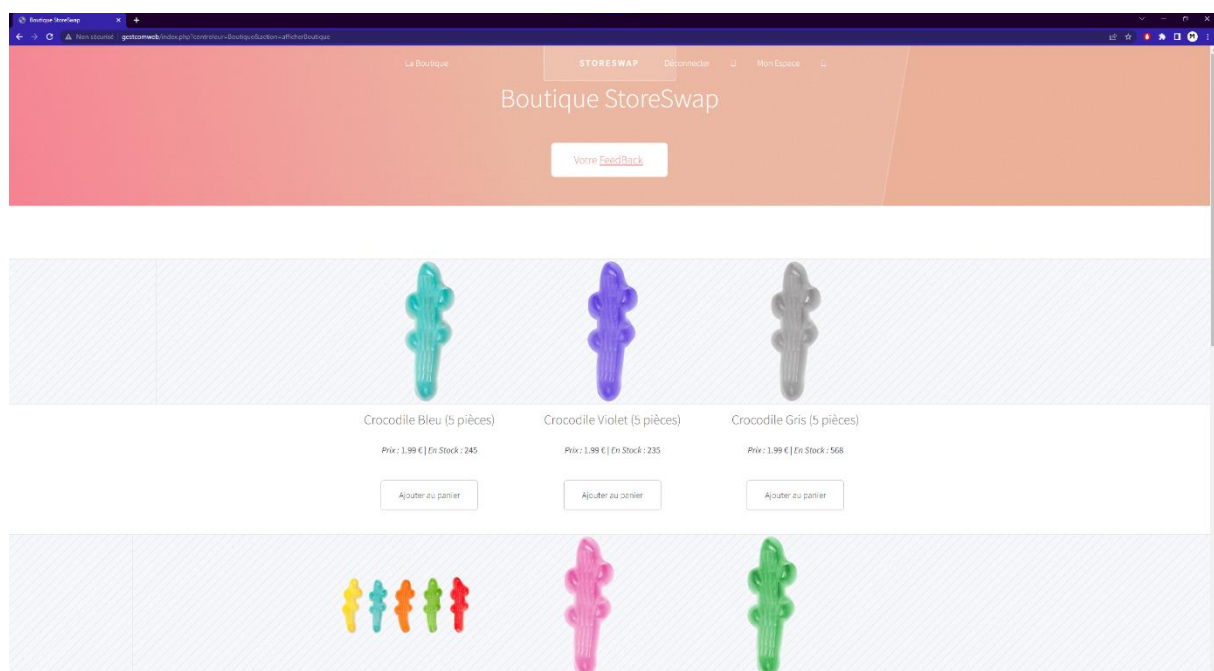 Boutique StoreSwap
Non sécurisé | gestcomweb/index.php?controleur=Boutique&action=afficherBoutique
La Boutique STORESWAP Déconnecter Mon Espace
Boutique StoreSwap
Votre FeedBack
Crocodile Bleu (5 pièces) Crocodile Violet (5 pièces) Crocodile Gris (5 pièces)
Prix : 1.99 € | En Stock : 245 Prix : 1.99 € | En Stock : 235 Prix : 1.99 € | En Stock : 568
Ajouter au panier Ajouter au panier Ajouter au panier